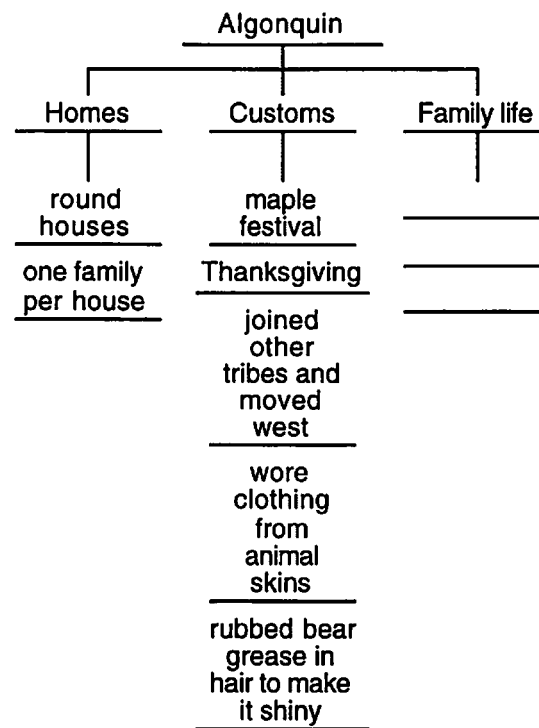 Algonquin
Homes
Customs
Family life
round
houses
one family
per house
maple
festival
Thanksgiving
joined
other
tribes and
moved
west
wore
clothing
from
animal
skins
rubbed bear
grease in
hair to make
it shiny